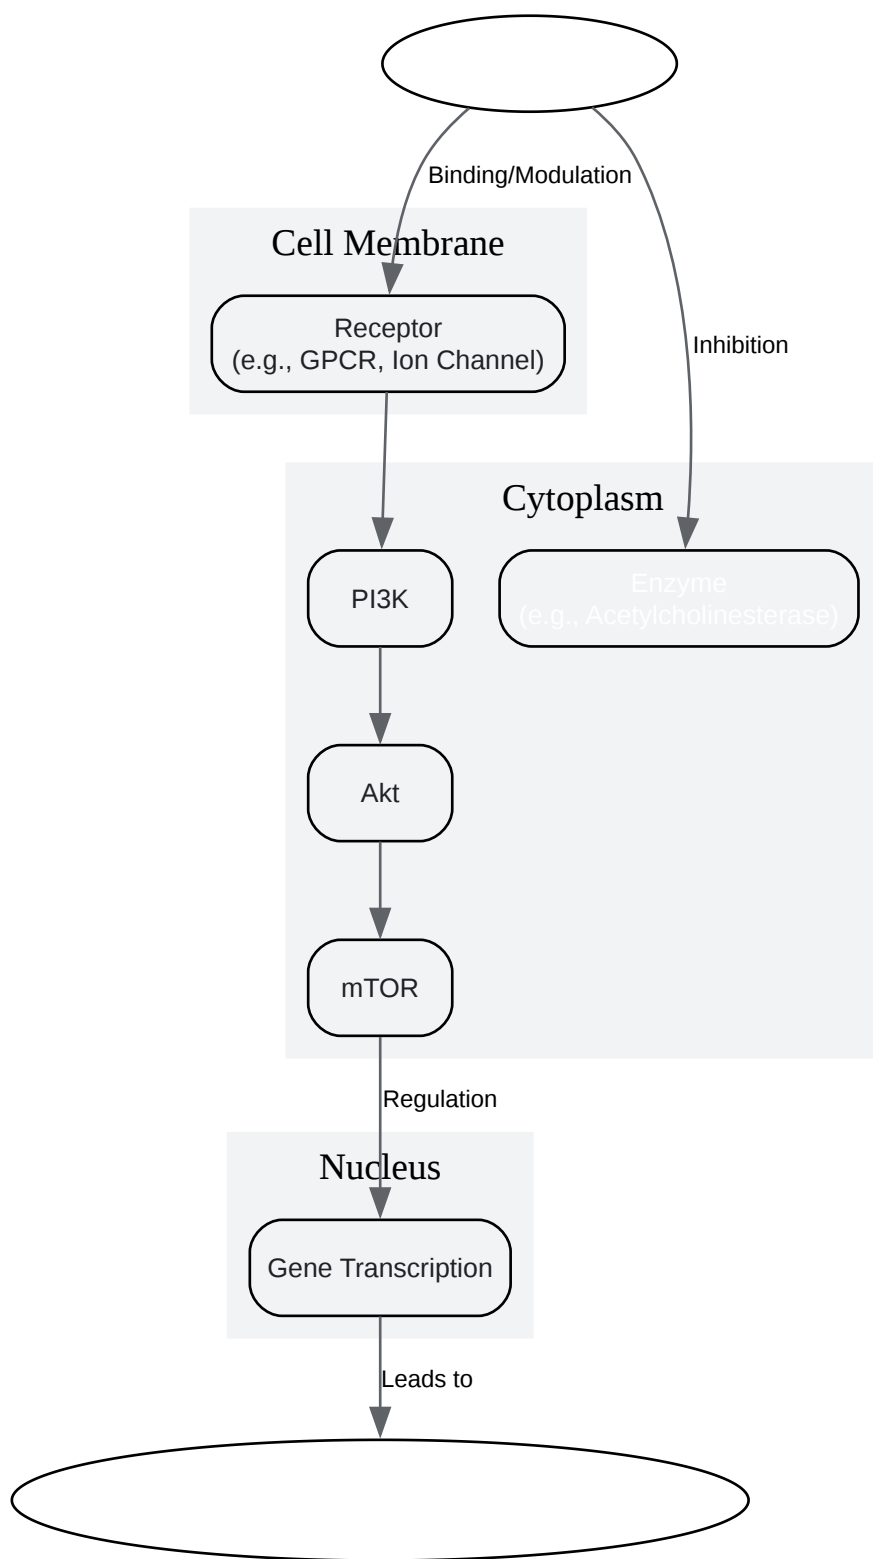 Binding/Modulation
Cell Membrane
Receptor
(e.g., GPCR, Ion Channel)
Inhibition
Cytoplasm
PI3K
Enzyme
(e.g., Acetylcholinesterase)
Akt
mTOR
Regulation
Nucleus
Gene Transcription
Leads to